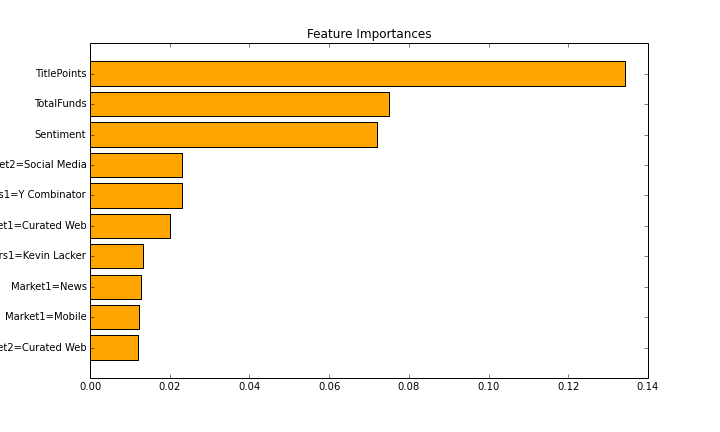 Feature Importances
TitlePoints
TotalFunds
Sentiment
et2=Social Media
s1=Y Combinator
et1=Curated Web
rs1=Kevin Lacker
Market1=News
Market1=Mobile
et2=Curated Web
0.00 0.02 0.04 0.06 0.08 0.10 0.12 0.14